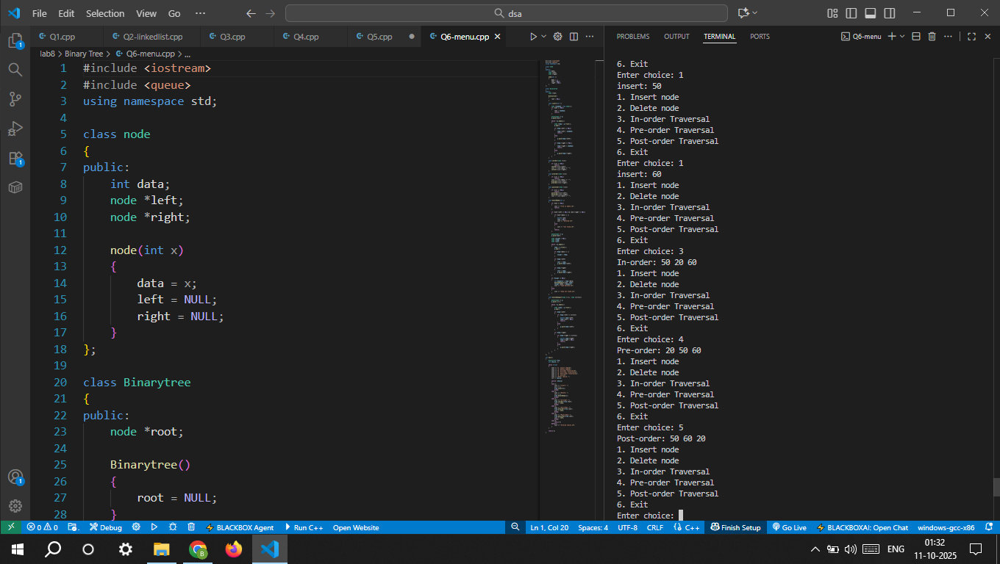 File Edit Selection View Go ··· dsa
Q1.cpp Q2-linkedlist.cpp Q3.cpp Q4.cpp Q5.cpp Q6-menu.cpp
lab8 > Binary Tree > Q6-menu.cpp > ...
1 #include <iostream>
2 #include <queue>
3 using namespace std;
4
5 class node
6 {
7 public:
8 int data;
9 node *left;
10 node *right;
11
12 node(int x)
13 {
14 data = x;
15 left = NULL;
16 right = NULL;
17 }
18 };
19
20 class Binarytree
21 {
22 public:
23 node *root;
24
25 Binarytree()
26 {
27 root = NULL;
28 }
PROBLEMS OUTPUT TERMINAL PORTS Q6-menu
6. Exit
Enter choice: 1
insert: 50
1. Insert node
2. Delete node
3. In-order Traversal
4. Pre-order Traversal
5. Post-order Traversal
6. Exit
Enter choice: 1
insert: 60
1. Insert node
2. Delete node
3. In-order Traversal
4. Pre-order Traversal
5. Post-order Traversal
6. Exit
Enter choice: 3
In-order: 50 20 60
1. Insert node
2. Delete node
3. In-order Traversal
4. Pre-order Traversal
5. Post-order Traversal
6. Exit
Enter choice: 4
Pre-order: 20 50 60
1. Insert node
2. Delete node
3. In-order Traversal
4. Pre-order Traversal
5. Post-order Traversal
6. Exit
Enter choice: 5
Post-order: 50 60 20
1. Insert node
2. Delete node
3. In-order Traversal
4. Pre-order Traversal
5. Post-order Traversal
6. Exit
Enter choice:
1
1
1
0 0 0 Debug BLACKBOX Agent Run C++ Open Website Ln 1, Col 20 Spaces: 4 UTF-8 CRLF {} C++ Finish Setup Go Live BLACKBOXAI: Open Chat windows-gcc-x86
B ENG 01:32
11-10-2025